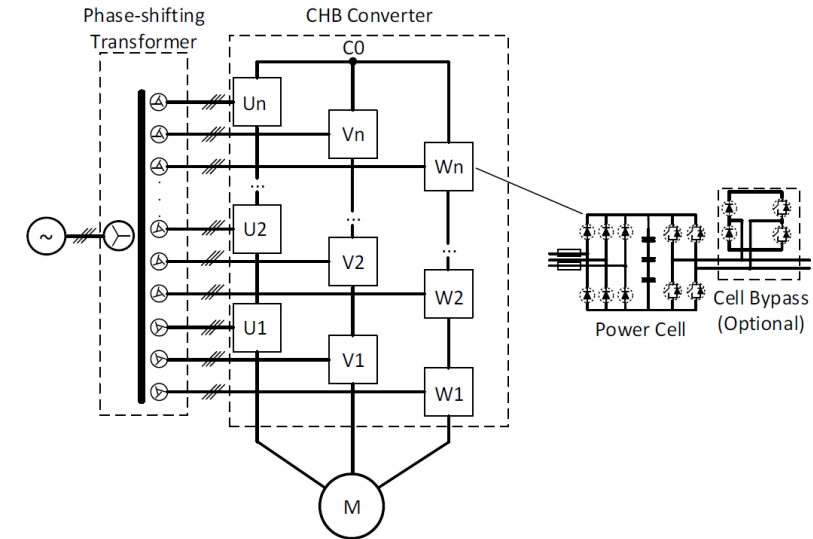 Phase-shifting
Transformer
CHB Converter
C0
Un
Vn
Wn
...
...
...
U2
V2
W2
U1
V1
W1
~
M
Power Cell
Cell Bypass
(Optional)